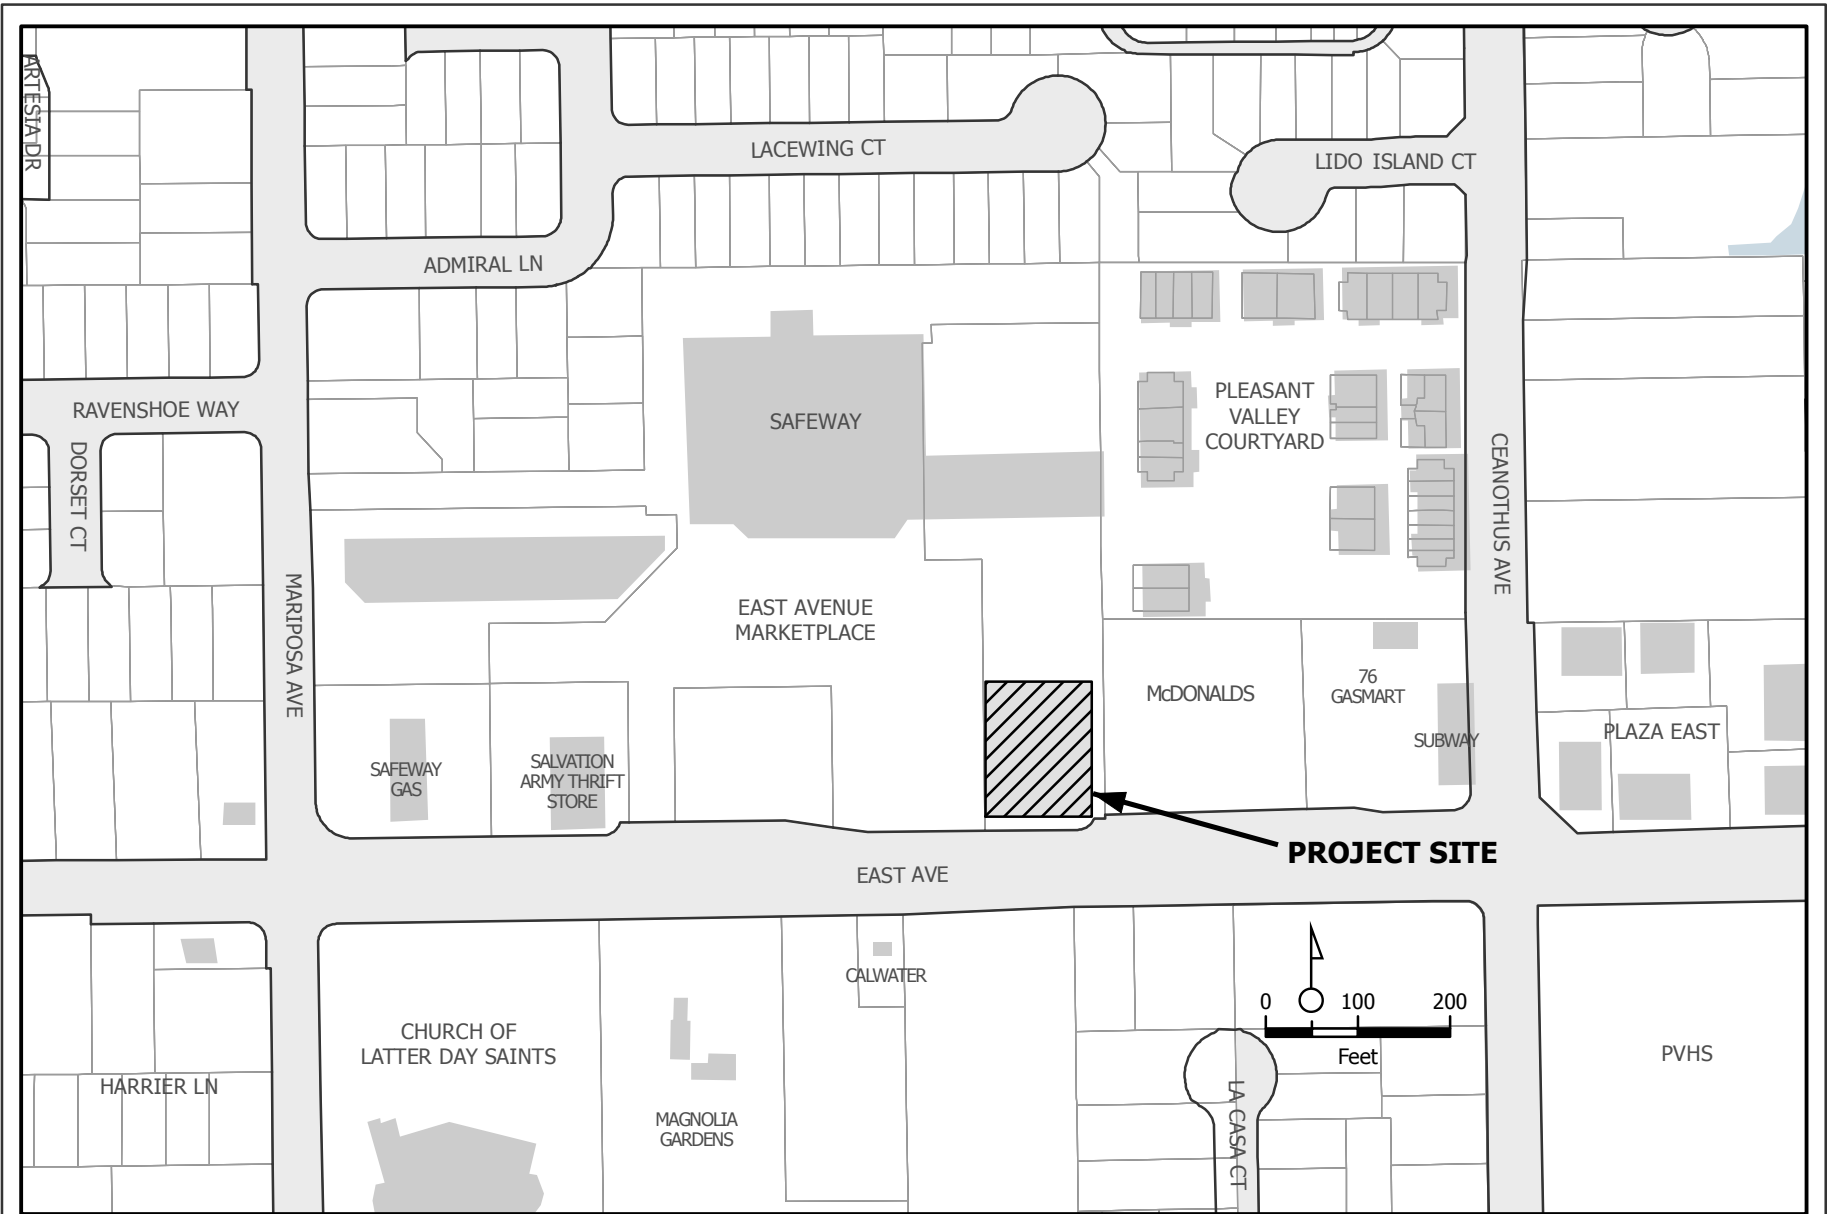 ARTESIA DR
LACEWING CT
LIDO ISLAND CT
ADMIRAL LN
RAVENSHOE WAY
DORSET CT
SAFEWAY
PLEASANT
VALLEY
COURTYARD
CEANOTHUS AVE
MARIPOSA AVE
EAST AVENUE
MARKETPLACE
McDONALDS
76
GASMART
SUBWAY
PLAZA EAST
SAFEWAY
GAS
SALVATION
ARMY THRIFT
STORE
PROJECT SITE
EAST AVE
CALWATER
0 100 200
Feet
CHURCH OF
LATTER DAY SAINTS
PVHS
HARRIER LN
MAGNOLIA
GARDENS
LA CASA CT